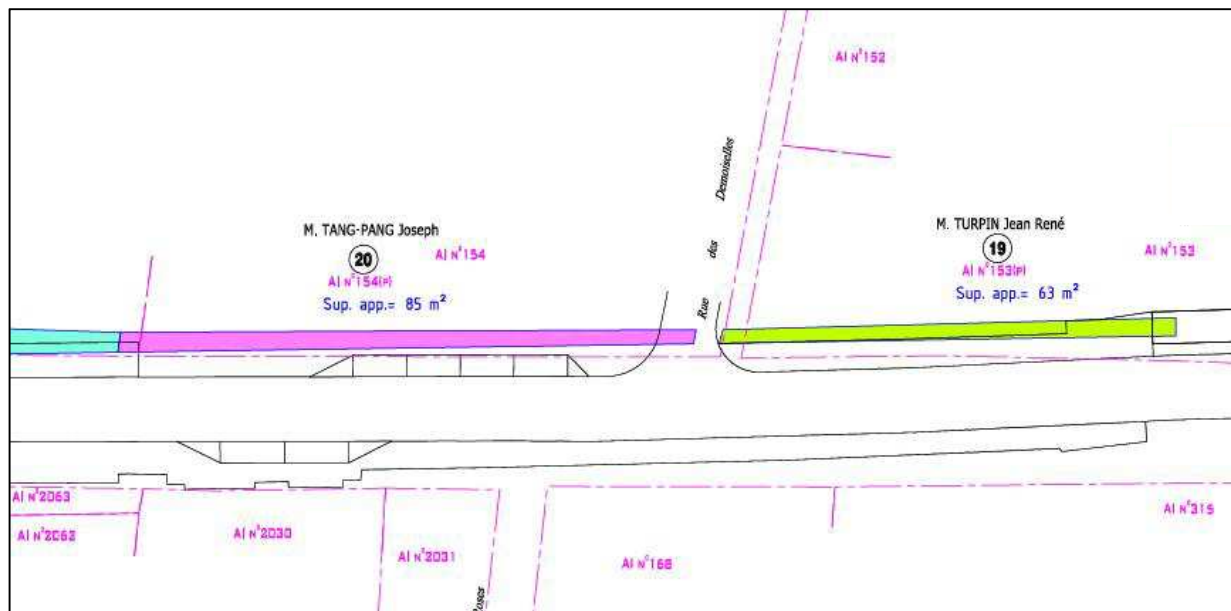 AI N°152
Rue des Demoiselles
M. TANG-PANG Joseph
20
AI N°154
AI N°154(P)
Sup. app.= 85 m²
M. TURPIN Jean René
19
AI N°153
AI N°153(P)
Sup. app.= 63 m²
AI N°2063
AI N°2062
AI N°2030
AI N°2031
AI N°168
AI N°315
Roses